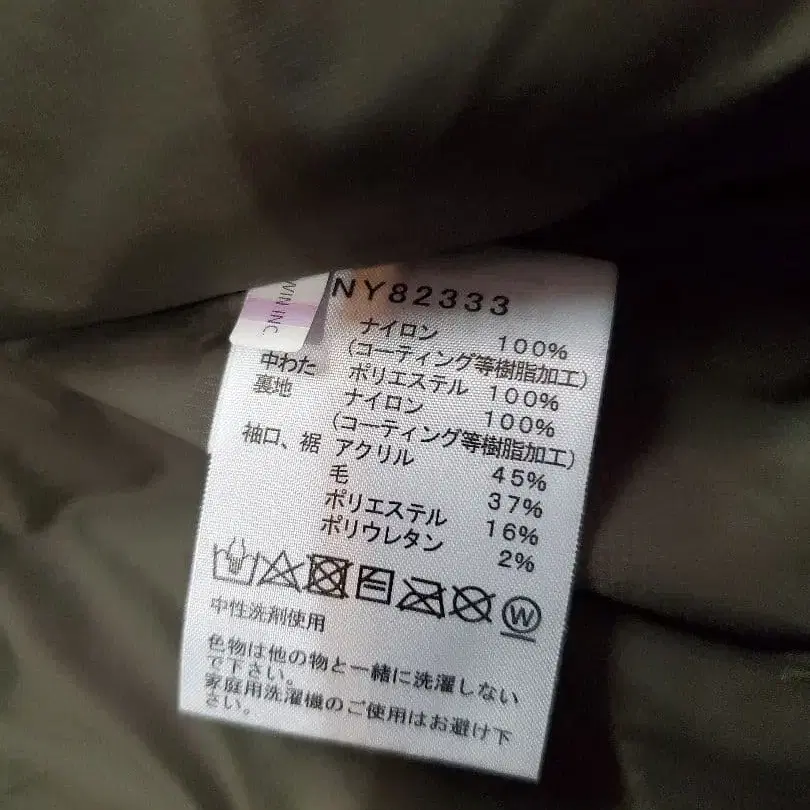 WIN INC
NY82333
ナイロン 100%
(コーティング等樹脂加工)
中わた ポリエステル 100%
裏地 ナイロン 100%
(コーティング等樹脂加工)
袖口、裾 アクリル 45%
毛 37%
ポリエステル 16%
ポリウレタン 2%
W
中性洗剤使用
色物は他の物と一緒に洗濯しない
で下さい。
家庭用洗濯機のご使用はお避け下
さい。